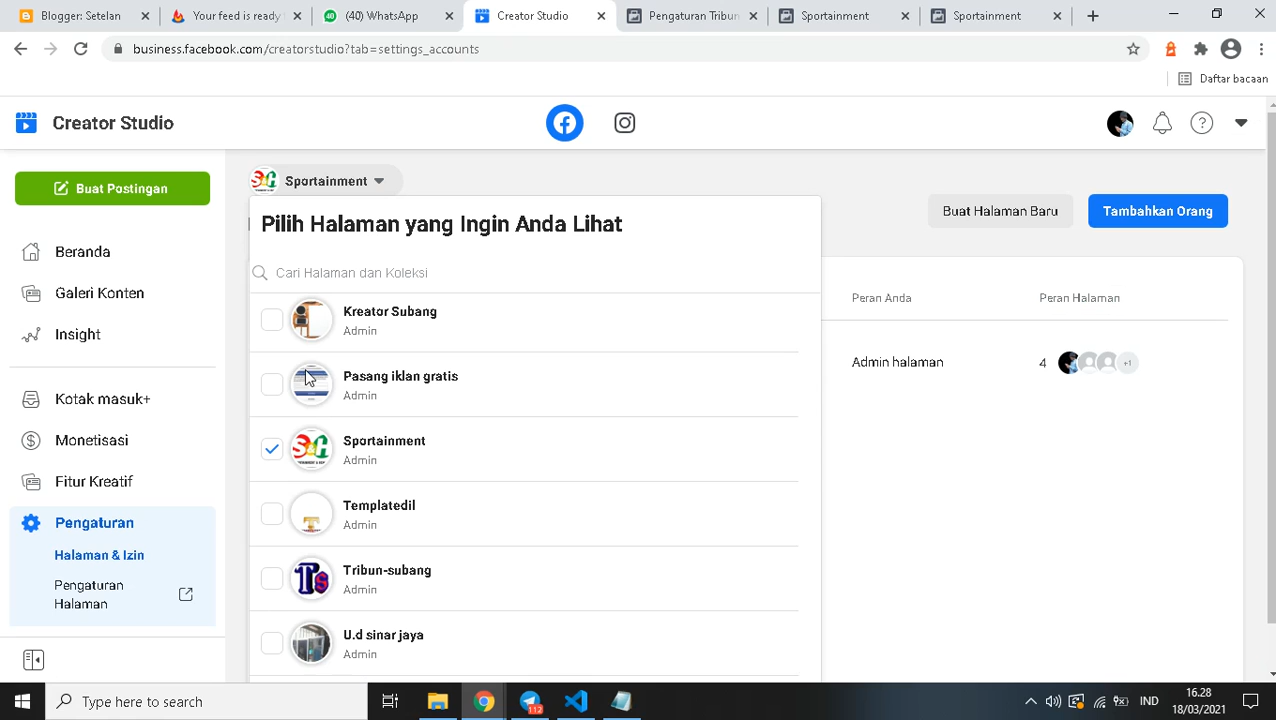 Blogger: Setelan
Your feed is ready
(40) WhatsApp
Creator Studio
Pengaturan Tribun
Sportainment
Sportainment
business.facebook.com/creatorstudio?tab=settings_accounts
Daftar bacaan
Creator Studio
Buat Postingan
Sportainment
Buat Halaman Baru
Tambahkan Orang
Pilih Halaman yang Ingin Anda Lihat
Beranda
Cari Halaman dan Koleksi
Galeri Konten
Peran Anda
Peran Halaman
Kreator Subang
Admin
Insight
Admin halaman
4
+1
Pasang iklan gratis
Admin
Kotak masuk+
Monetisasi
Sportainment
Admin
Fitur Kreatif
Templatedil
Admin
Pengaturan
Halaman & Izin
Pengaturan
Halaman
Tribun-subang
Admin
U.d sinar jaya
Admin
Type here to search
112
IND
16.28
18/03/2021